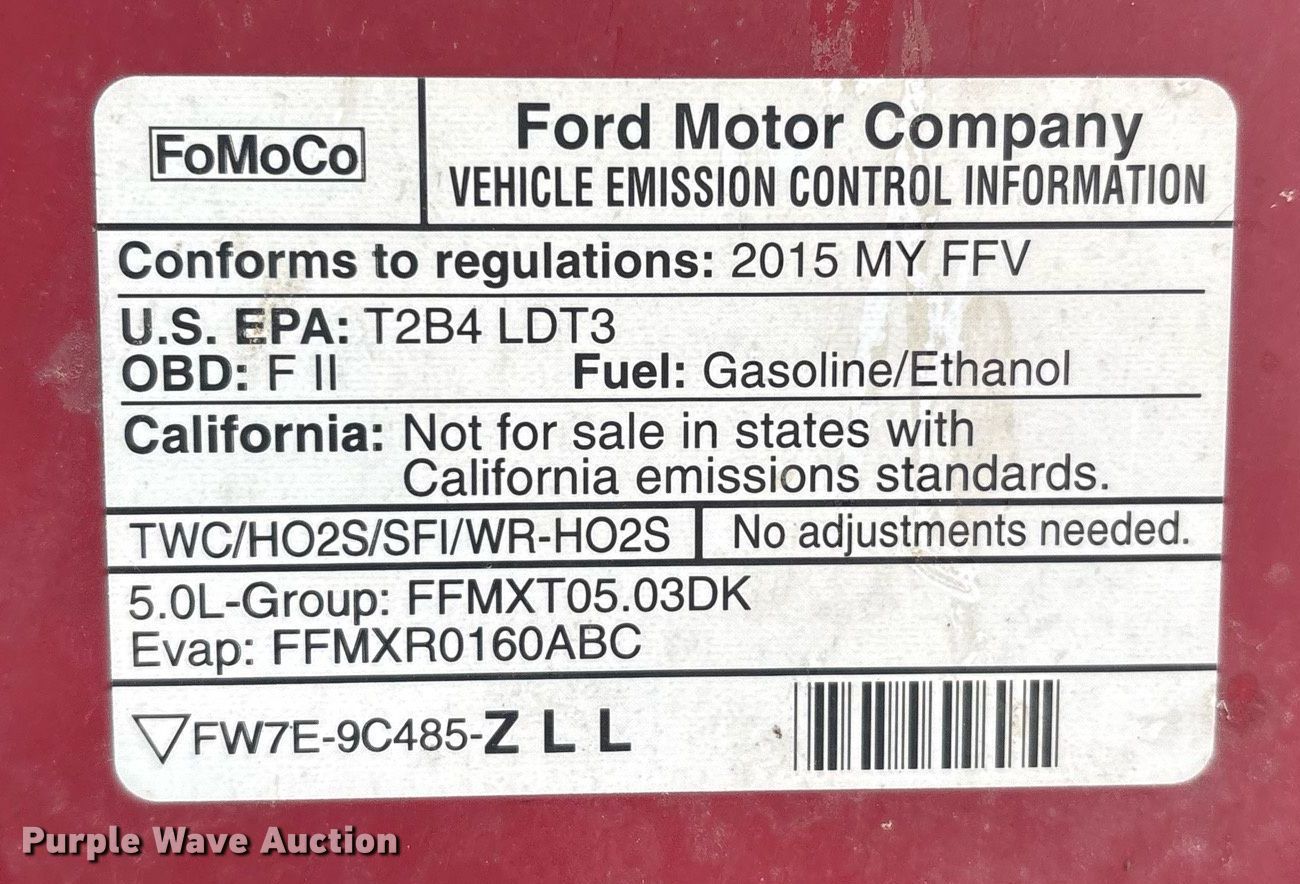 FoMoCo
Ford Motor Company
VEHICLE EMISSION CONTROL INFORMATION
Conforms to regulations: 2015 MY FFV
U.S. EPA: T2B4 LDT3
OBD: F II Fuel: Gasoline/Ethanol
California: Not for sale in states with
California emissions standards.
TWC/HO2S/SFI/WR-HO2S No adjustments needed.
5.0L-Group: FFMXT05.03DK
Evap: FFMXR0160ABC
FW7E-9C485-Z L L
Purple Wave Auction